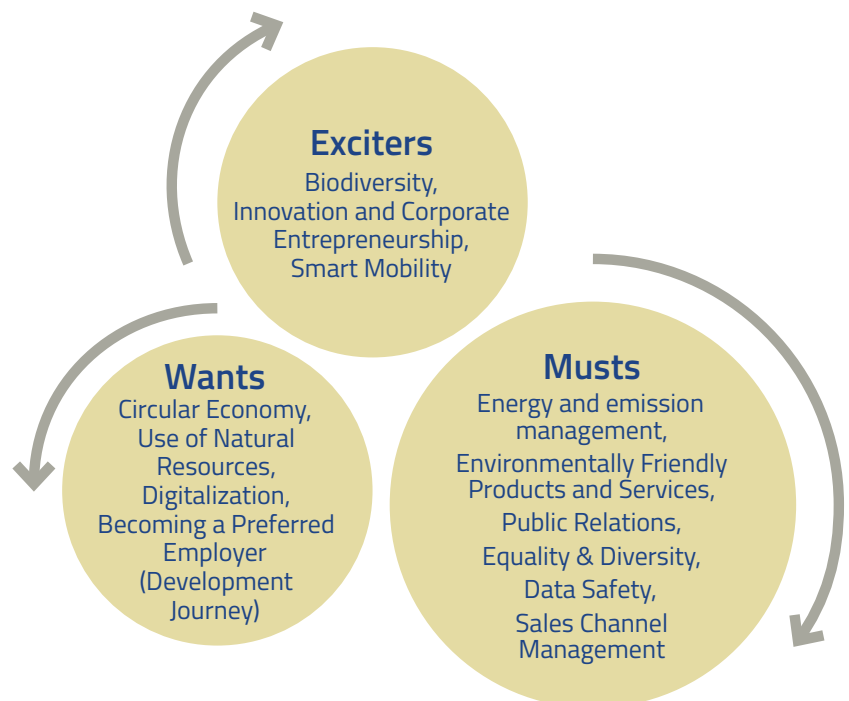 Exciters
Biodiversity,
Innovation and Corporate
Entrepreneurship,
Smart Mobility
Wants
Circular Economy,
Use of Natural
Resources,
Digitalization,
Becoming a Preferred
Employer
(Development
Journey)
Musts
Energy and emission
management,
Environmentally Friendly
Products and Services,
Public Relations,
Equality & Diversity,
Data Safety,
Sales Channel
Management